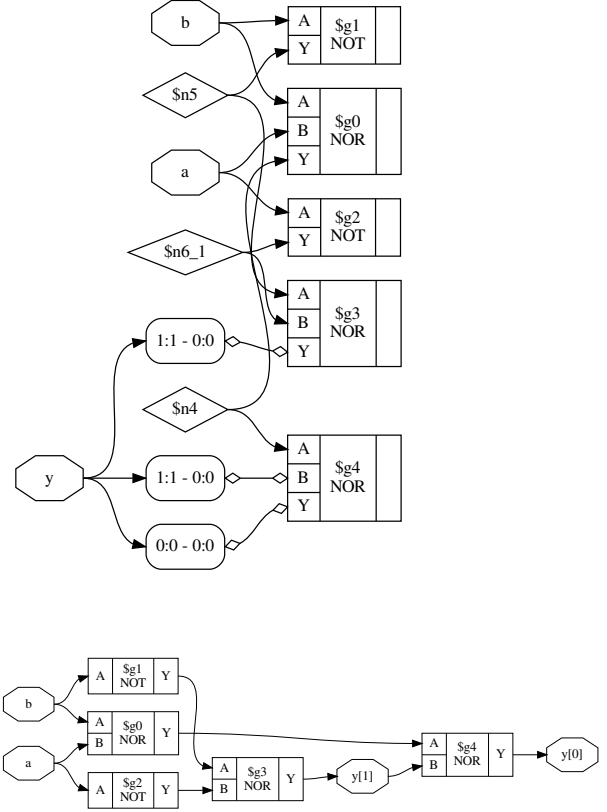 b
A
$g1
Y
NOT
$n5
A
$g0
B
NOR
Y
a
A
$g2
Y
NOT
$n6_1
A
$g3
B
NOR
Y
1:1 - 0:0
$n4
y
A
$g4
B
NOR
Y
1:1 - 0:0
0:0 - 0:0
b
A
$g1
NOT
Y
A
B
$g0
NOR
Y
a
A
$g2
NOT
Y
A
B
$g3
NOR
Y
y[1]
A
B
$g4
NOR
Y
y[0]